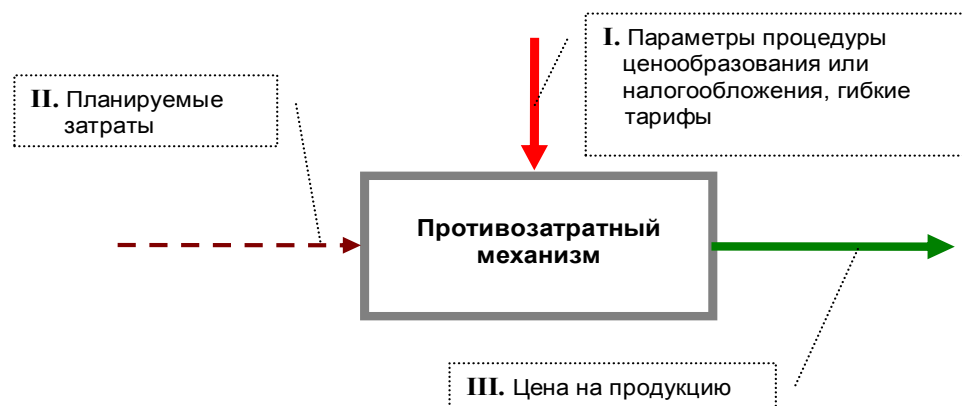 I. Параметры процедуры
ценообразования или
налогообложения, гибкие
тарифы
II. Планируемые
затраты
Противозатратный
механизм
III. Цена на продукцию